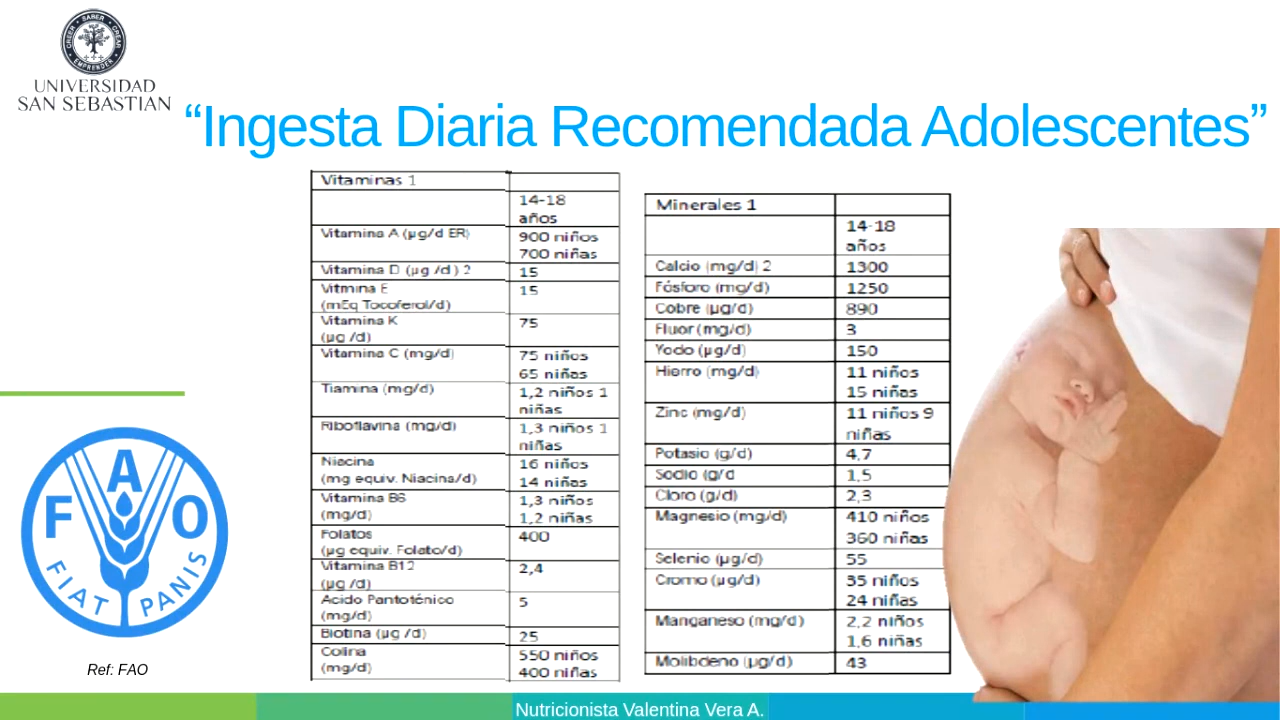 CREER SABER CREAR
EMPRENDER
UNIVERSIDAD
SAN SEBASTIAN
“Ingesta Diaria Recomendada Adolescentes”
Vitaminas 1
14-18
años
Vitamina A (µg/d ER) 900 niños
700 niñas
Vitamina D (µg /d) 2 15
Vitmina E 15
(mEq Tocoferol/d)
Vitamina K 75
(µg /d)
Vitamina C (mg/d) 75 niños
65 niñas
Tiamina (mg/d) 1,2 niños 1
niñas
Riboflavina (mg/d) 1,3 niños 1
niñas
Niacina 16 niños
(mg equiv. Niacina/d) 14 niñas
Vitamina B6 1,3 niños
(mg/d) 1,2 niñas
Folatos 400
(µg equiv. Folato/d)
Vitamina B12 2,4
(µg /d)
Acido Pantoténico 5
(mg/d)
Biotina (µg /d) 25
Colina 550 niños
(mg/d) 400 niñas
Minerales 1
14-18
años
Calcio (mg/d) 2 1300
Fósforo (mg/d) 1250
Cobre (µg/d) 890
Fluor (mg/d) 3
Yodo (µg/d) 150
Hierro (mg/d) 11 niños
15 niñas
Zinc (mg/d) 11 niños 9
niñas
Potasio (g/d) 4,7
Sodio (g/d 1,5
Cloro (g/d) 2,3
Magnesio (mg/d) 410 niños
360 niñas
Selenio (µg/d) 55
Cromo (µg/d) 35 niños
24 niñas
Manganeso (mg/d) 2,2 niños
1,6 niñas
Molibdeno (µg/d) 43
F A O
FIAT PANIS
Ref: FAO
Nutricionista Valentina Vera A.